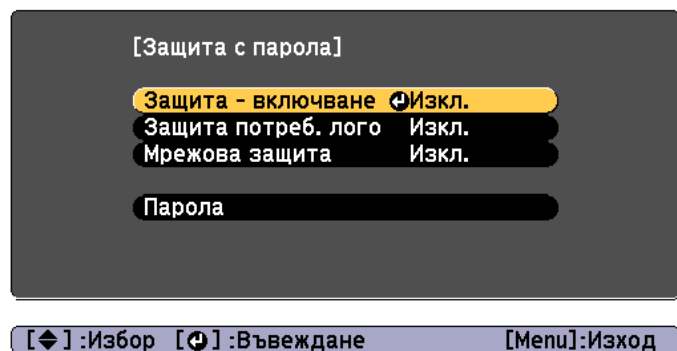 [Защита с парола]
Защита - включване Изкл.
Защита потреб. лого Изкл.
Мрежова защита Изкл.
Парола
[ ] :Избор [ ] :Въвеждане [Menu]:Изход